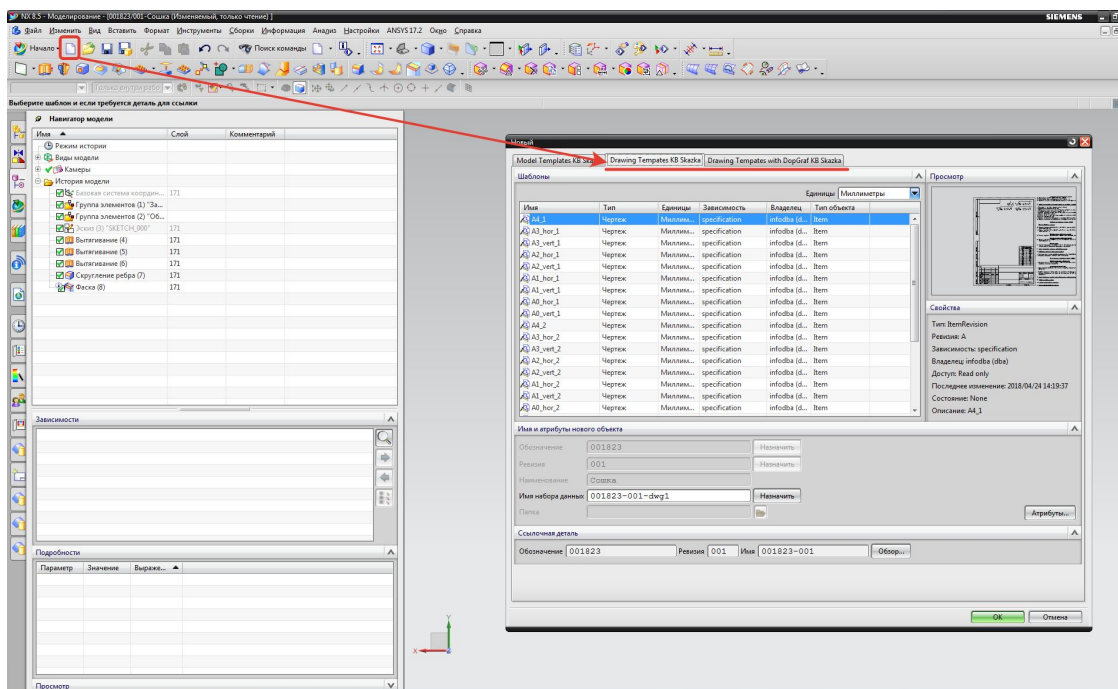 NX 8.5 - Моделирование - [001823/001-Сошка (Изменяемый, только чтение) ]
SIEMENS
Файл Изменить Вид Вставить Формат Инструменты Сборки Информация Анализ Настройки ANSYS 17.2 Окно Справка
Начало
Поиск команды
Только внутри рабо
Выберите шаблон и если требуется деталь для ссылки
Навигатор модели
Имя Слой Комментарий
Режим истории
Виды модели
Камеры
История модели
Базовая система координ... 171
Группа элементов (1) "За...
Группа элементов (2) "Об...
Эскиз (3) "SKETCH_000" 171
Вытягивание (4) 171
Вытягивание (5) 171
Вытягивание (6) 171
Скругление ребра (7) 171
Фаска (8) 171
Зависимости
Подробности
Параметр Значение Выраже...
Просмотр
X
Y
Новый
Model Templates KB Ska Drawing Tempates KB Skazka Drawing Tempates with DopGraf KB Skazka
Шаблоны
Единицы Миллиметры
Имя Тип Единицы Зависимость Владелец Тип объекта
A4_1 Чертеж Миллим... specification infodba (d... Item
A3_hor_1 Чертеж Миллим... specification infodba (d... Item
A3_vert_1 Чертеж Миллим... specification infodba (d... Item
A2_hor_1 Чертеж Миллим... specification infodba (d... Item
A2_vert_1 Чертеж Миллим... specification infodba (d... Item
A1_hor_1 Чертеж Миллим... specification infodba (d... Item
A1_vert_1 Чертеж Миллим... specification infodba (d... Item
A0_hor_1 Чертеж Миллим... specification infodba (d... Item
A0_vert_1 Чертеж Миллим... specification infodba (d... Item
A4_2 Чертеж Миллим... specification infodba (d... Item
A3_hor_2 Чертеж Миллим... specification infodba (d... Item
A3_vert_2 Чертеж Миллим... specification infodba (d... Item
A2_hor_2 Чертеж Миллим... specification infodba (d... Item
A2_vert_2 Чертеж Миллим... specification infodba (d... Item
A1_hor_2 Чертеж Миллим... specification infodba (d... Item
A1_vert_2 Чертеж Миллим... specification infodba (d... Item
A0_hor_2 Чертеж Миллим... specification infodba (d... Item
Просмотр
Свойства
Тип: ItemRevision
Ревизия: A
Зависимость: specification
Владелец: infodba (dba)
Доступ: Read only
Последнее изменение: 2018/04/24 14:19:37
Состояние: None
Описание: A4_1
Имя и атрибуты нового объекта
Обозначение 001823 Назначить
Ревизия 001 Назначить
Наименование Сошка
Имя набора данных 001823-001-dwg1 Назначить
Папка
Атрибуты...
Ссылочная деталь
Обозначение 001823 Ревизия 001 Имя 001823-001 Обзор...
OK Отмена